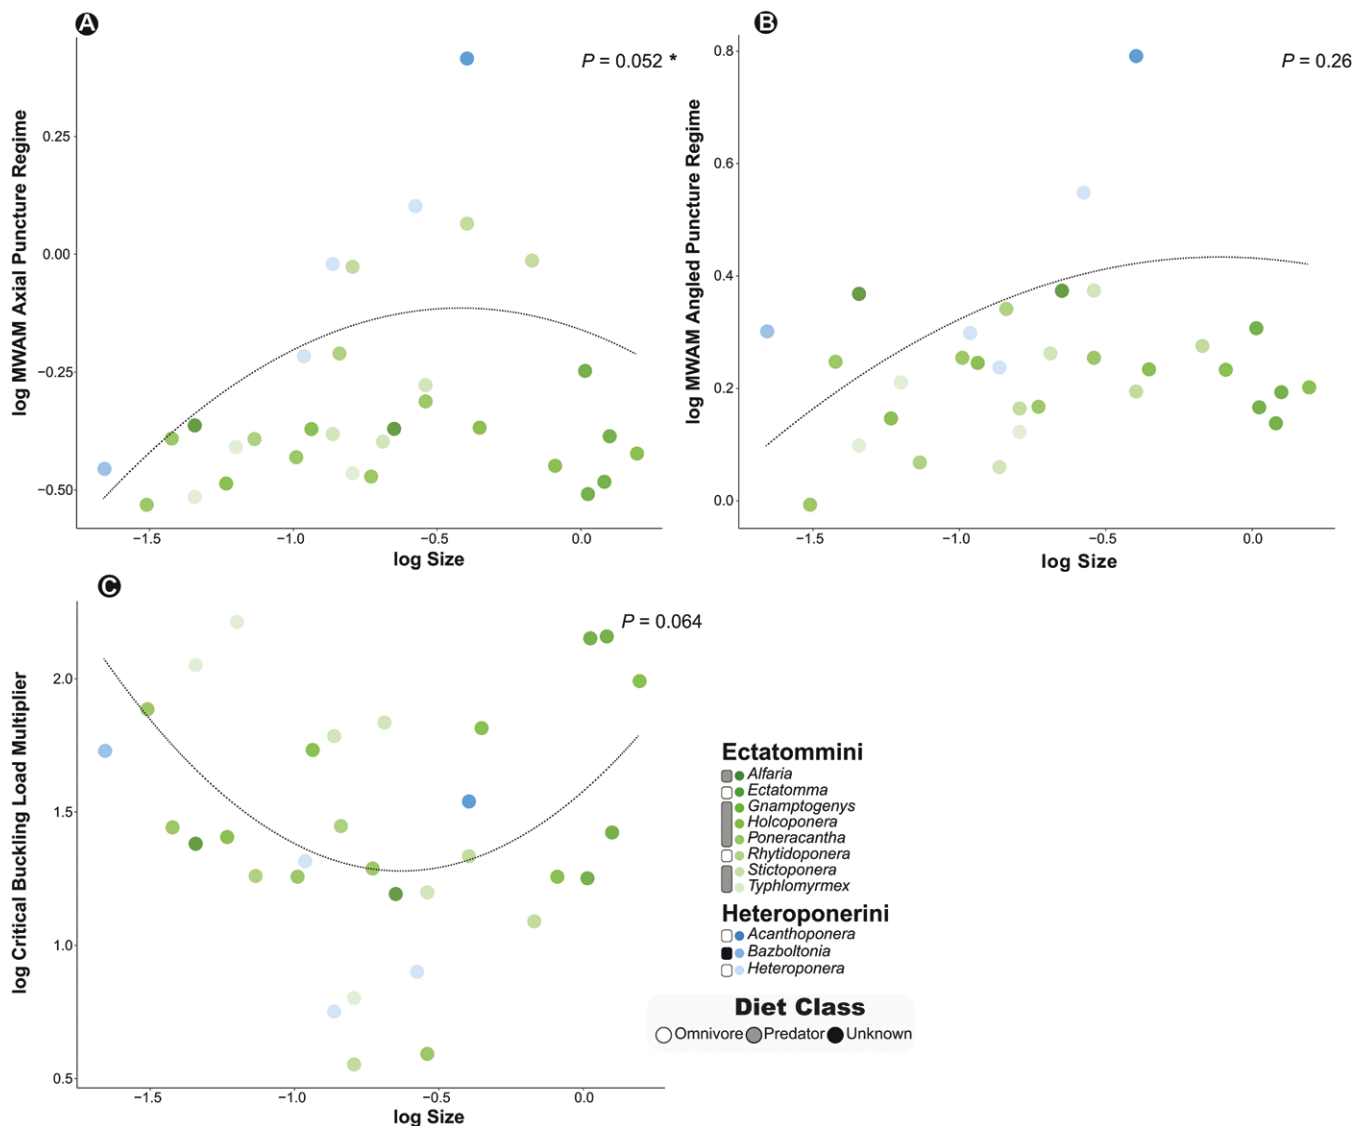 A
P = 0.052 *
log MWAM Axial Puncture Regime
0.25
0.00
−0.25
−0.50
−1.5 −1.0 −0.5 0.0
log Size
B
P = 0.26
log MWAM Angled Puncture Regime
0.8
0.6
0.4
0.2
0.0
−1.5 −1.0 −0.5 0.0
log Size
C
P = 0.064
log Critical Buckling Load Multiplier
2.0
1.5
1.0
0.5
−1.5 −1.0 −0.5 0.0
log Size
Ectatommini
Alfaria
Ectatomma
Gnamptogenys
Holcoponera
Poneracantha
Rhytidoponera
Stictoponera
Typhlomyrmex
Heteroponerini
Acanthoponera
Bazboltonia
Heteroponera
Diet Class
Omnivore Predator Unknown